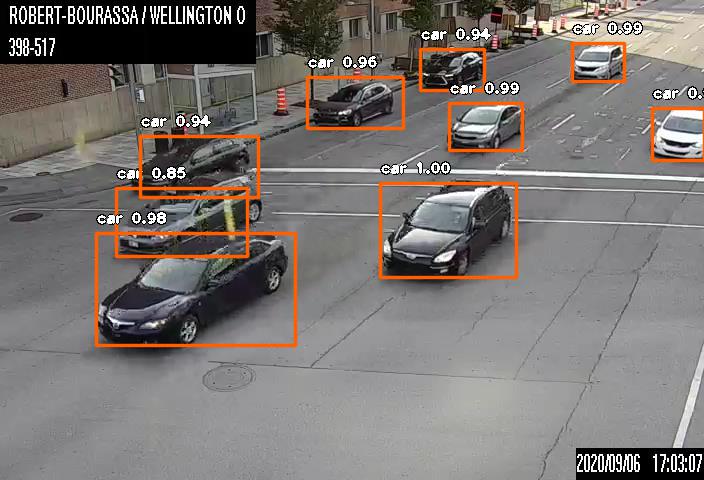 ROBERT-BOURASSA / WELLINGTON O
398-517
car 0.99
car 0.94
car 0.96
car 0.99
car 0.94
car 0.85
car 1.00
car 0.98
2020/09/06 17:03:07